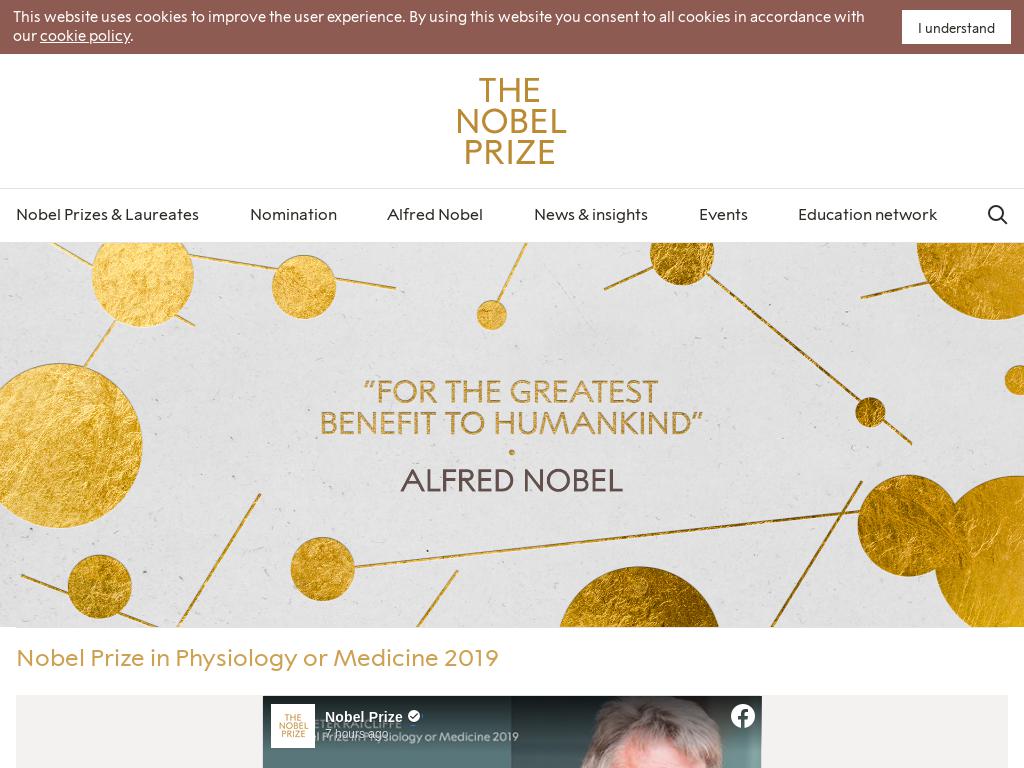 This website uses cookies to improve the user experience. By using this website you consent to all cookies in accordance with
our cookie policy.
I understand
THE
NOBEL
PRIZE
Nobel Prizes & Laureates
Nomination
Alfred Nobel
News & insights
Events
Education network
“FOR THE GREATEST
BENEFIT TO HUMANKIND”
ALFRED NOBEL
Nobel Prize in Physiology or Medicine 2019
THE
NOBEL
PRIZE
Nobel Prize
RATCLIFFE
7 hours ago
Prize in Physiology or Medicine 2019